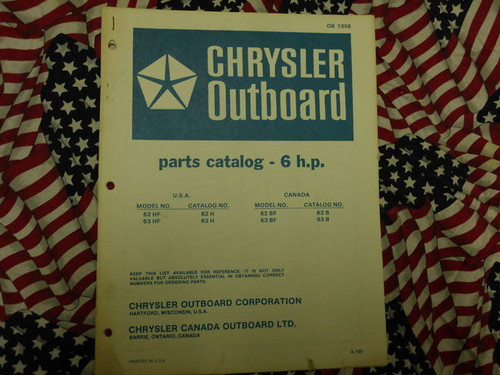 OB 1968
CHRYSLER
Outboard
parts catalog - 6 h.p.
U.S.A. CANADA
MODEL NO. CATALOG NO. MODEL NO. CATALOG NO.
62 HF 62 H 62 BF 62 B
63 HF 63 H 63 BF 63 B
KEEP THIS LIST AVAILABLE FOR REFERENCE. IT IS NOT ONLY
VALUABLE BUT ABSOLUTELY ESSENTIAL IN OBTAINING CORRECT
NUMBERS FOR ORDERING PARTS.
CHRYSLER OUTBOARD CORPORATION
HARTFORD, WISCONSIN, U.S.A.
CHRYSLER CANADA OUTBOARD LTD.
BARRIE, ONTARIO, CANADA
PRINTED IN U.S.A.